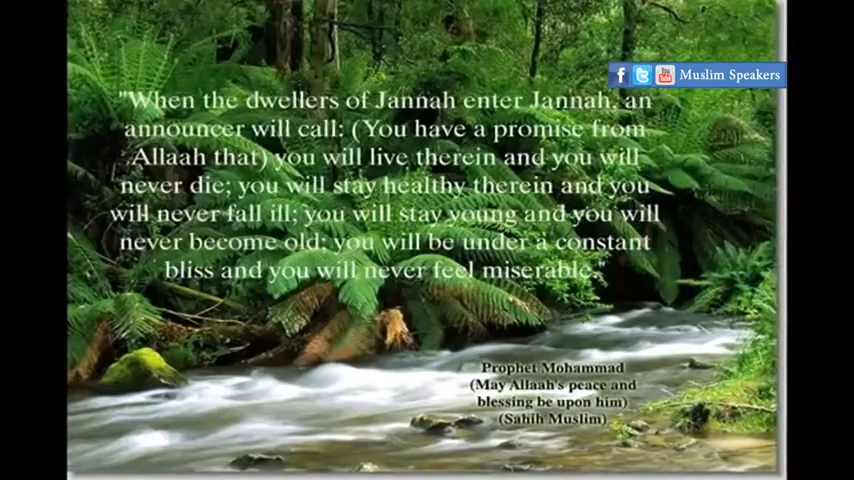 Muslim Speakers
"When the dwellers of Jannah enter Jannah, an
announcer will call: (You have a promise from
Allaah that) you will live therein and you will
never die; you will stay healthy therein and you
will never fall ill; you will stay young and you will
never become old; you will be under a constant
bliss and you will never feel miserable."
Prophet Mohammad
(May Allaah's peace and
blessing be upon him)
(Sahih Muslim)